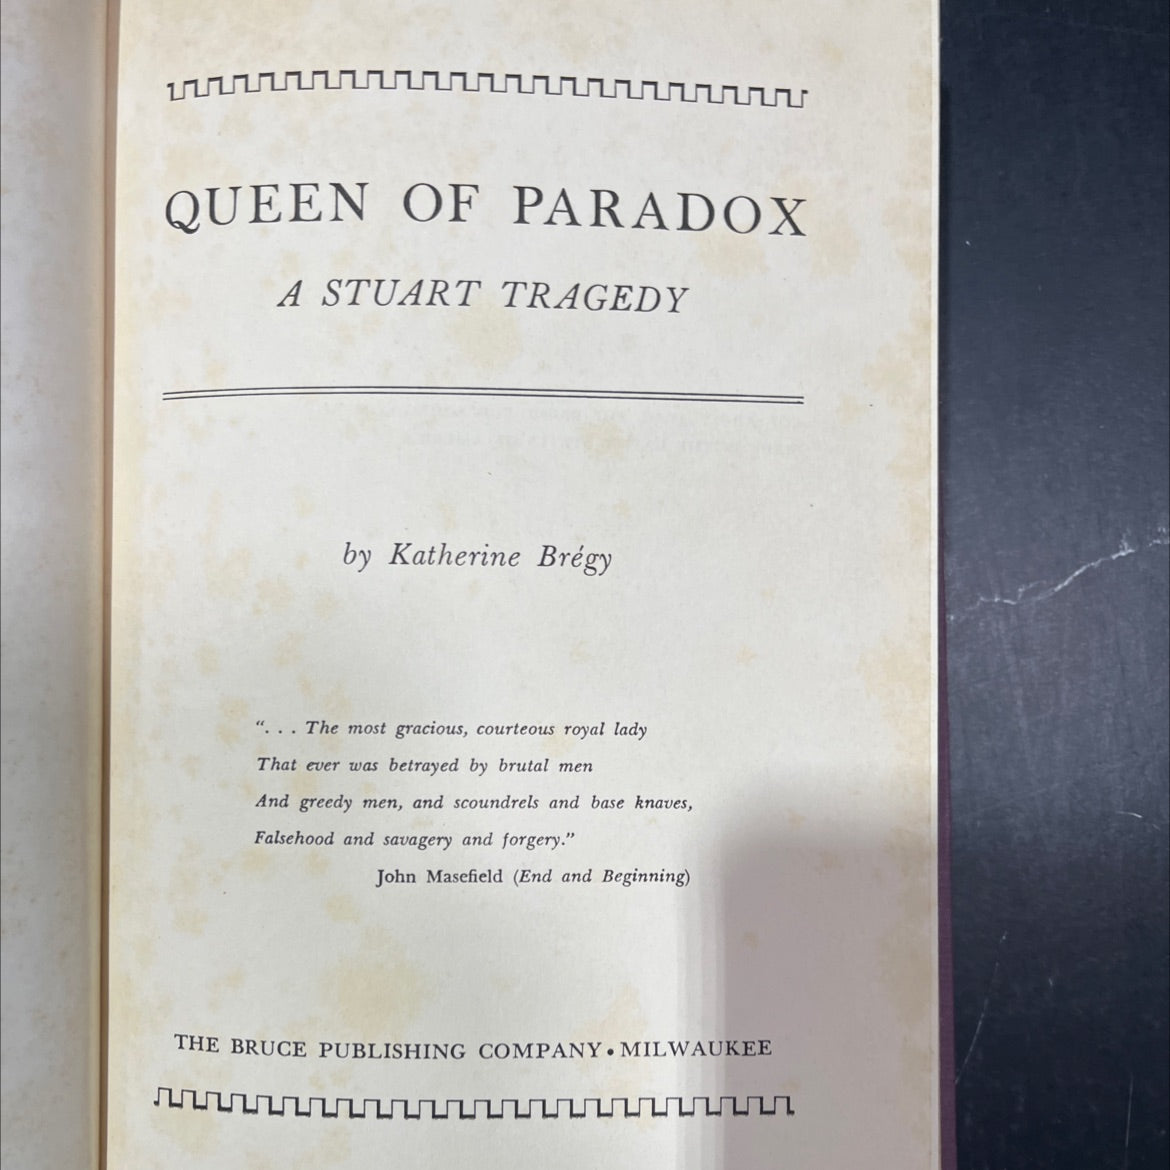 QUEEN OF PARADOX
A STUART TRAGEDY
by Katherine Brégy
“. . . The most gracious, courteous royal lady
That ever was betrayed by brutal men
And greedy men, and scoundrels and base knaves,
Falsehood and savagery and forgery.”
John Masefield (End and Beginning)
THE BRUCE PUBLISHING COMPANY • MILWAUKEE